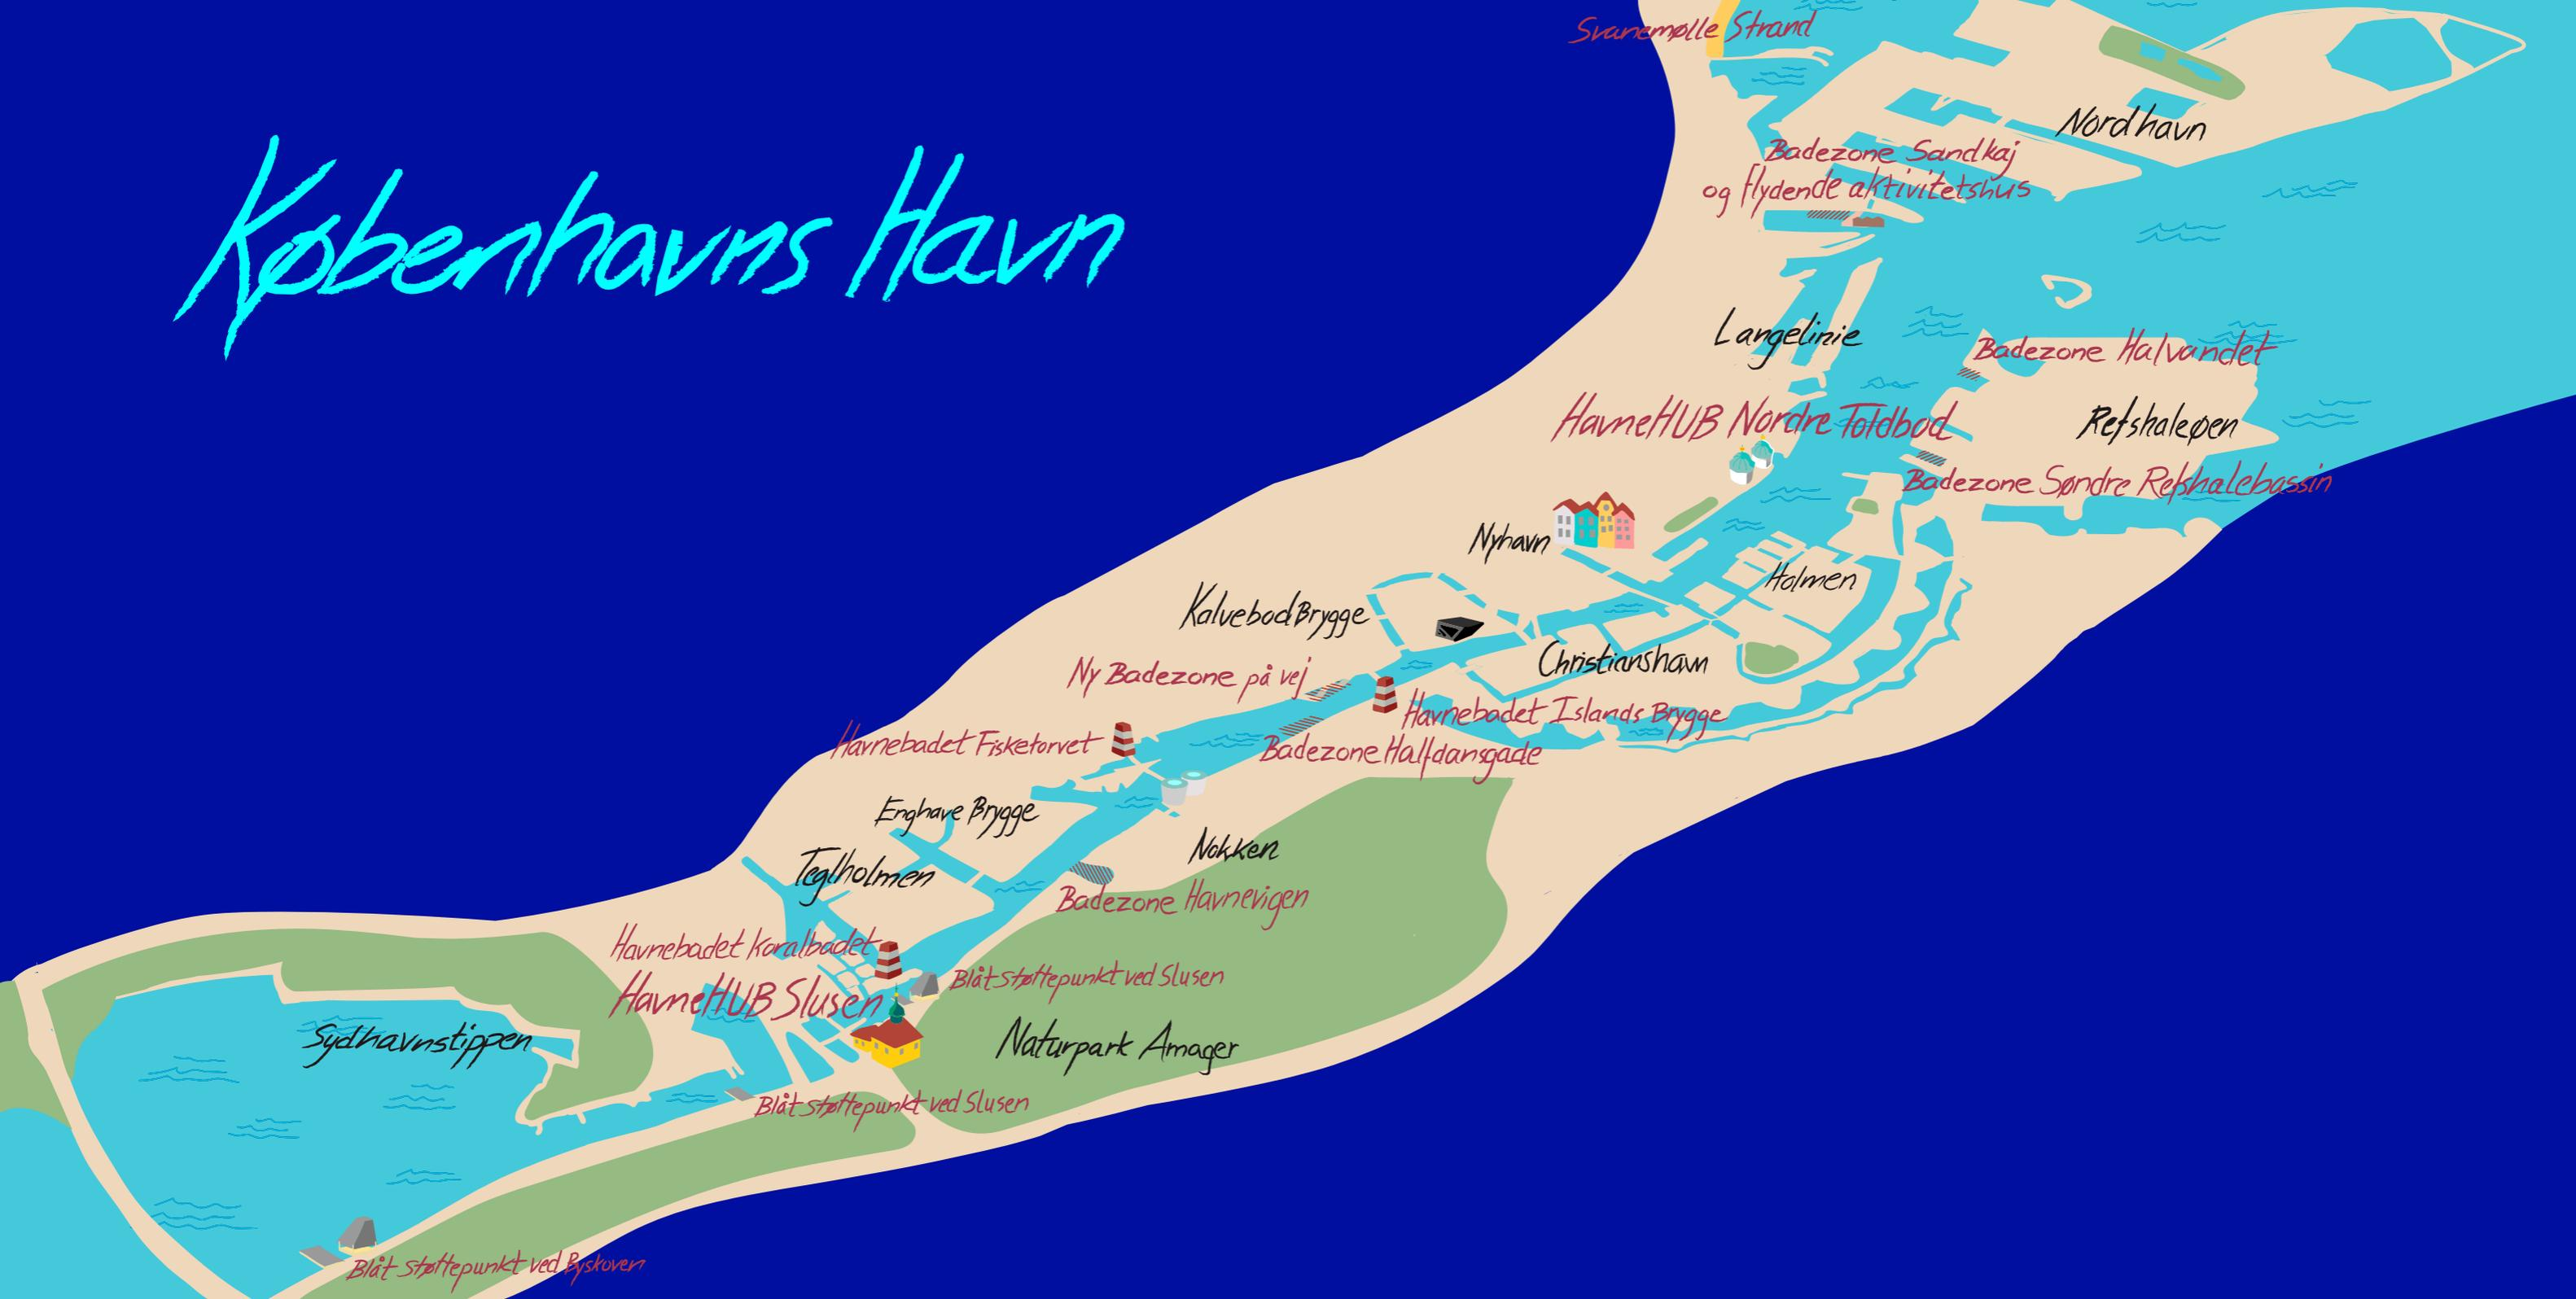 Svanemølle Strand
Københavns Havn
Nordhavn
Badezone Sandkaj
og flydende aktivitetshus
Langelinie
Badezone Halvandet
HavneHUB Nordre Toldbod
Refshaleøen
Badezone Søndre Refshalebassin
Nyhavn
Holmen
Kalvebod Brygge
Christianshavn
Ny Badezone på vej
Havnebadet Islands Brygge
Havnebadet Fisketorvet
Badezone Halfdansgade
Enghave Brygge
Nokken
Teglholmen
Badezone Havnevigen
Havnebadet Koralbadet
Blåt Støttepunkt ved Slusen
HavneHUB Slusen
Sydhavnstippen
Naturpark Amager
Blåt Støttepunkt ved Slusen
Blåt Støttepunkt ved Byskoven